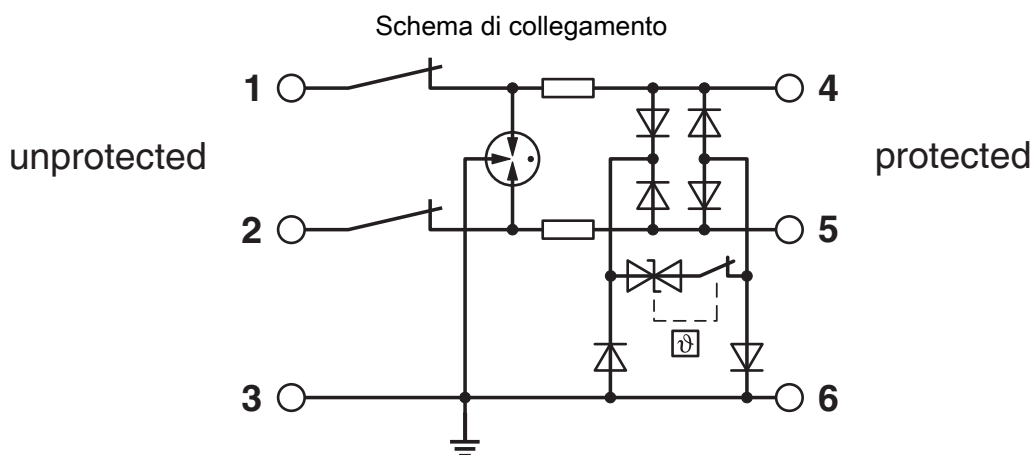 Schema di collegamento
1 4
unprotected protected
2 5
ϑ
3 6